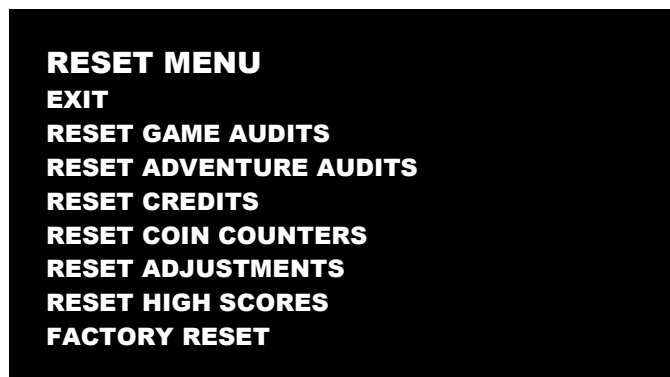 RESET MENU
EXIT
RESET GAME AUDITS
RESET ADVENTURE AUDITS
RESET CREDITS
RESET COIN COUNTERS
RESET ADJUSTMENTS
RESET HIGH SCORES
FACTORY RESET